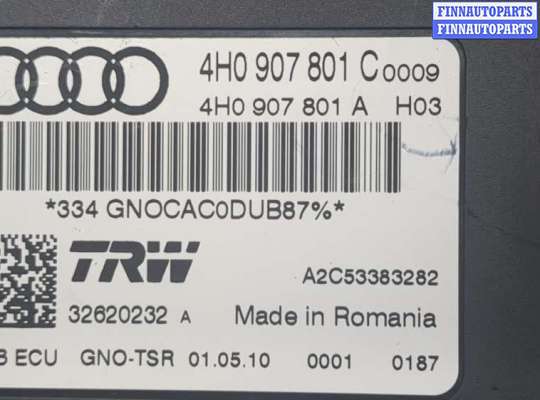 FINNAUTOPARTS
FINNAUTOPARTS
4H0 907 801 C 0009
4H0 907 801 A H03
*334 GNOCAC0DUB87%*
TRW
A2C53383282
32620232 A Made in Romania
ECU GNO-TSR 01.05.10 0001 0187